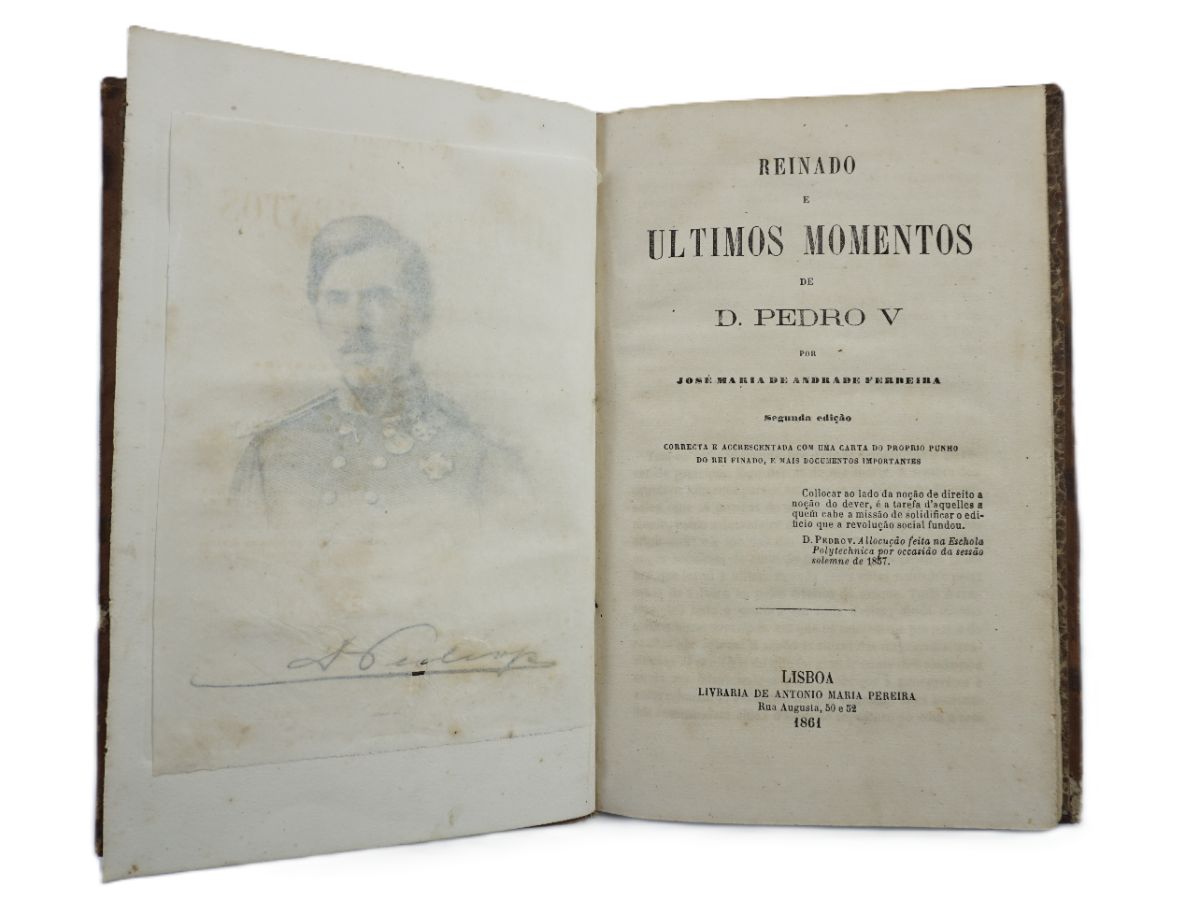 REINADO
E
ULTIMOS MOMENTOS
DE
D. PEDRO V
POR
JOSÉ MARIA DE ANDRADE FERREIRA
Segunda edição
CORRECTA E ACCRESCENTADA COM UMA CARTA DO PROPRIO PUNHO
DO REI FINADO, E MAIS DOCUMENTOS IMPORTANTES
Collocar ao lado da noção de direito a
noção do dever, é a tarefa d'aquelles a
quem cabe a missão de solidificar o edi-
ficio que a revolução social fundou.
D. PEDRO V. Allocução feita na Eschola
Polytechnica por occasião da sessão
solemne de 1857.
LISBOA
LIVRARIA DE ANTONIO MARIA PEREIRA
Rua Augusta, 50 e 52
1861